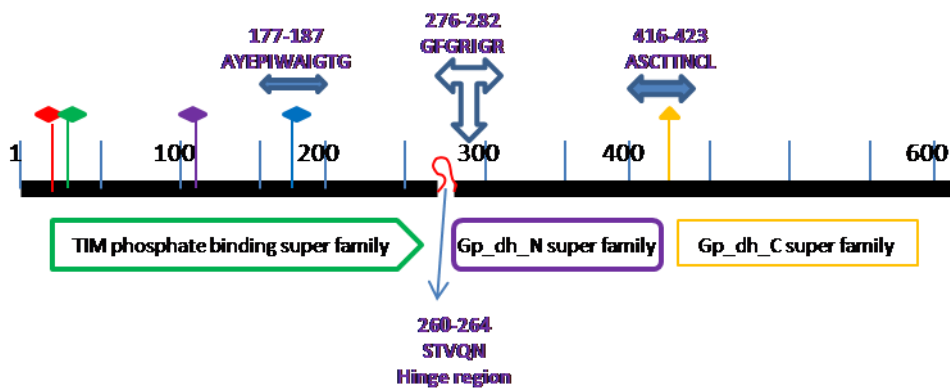 276-282
GFGRIGR
177-187
AYEPIWAIGTG
416-423
ASCTTNCL
1 100 200 300 400 600
TIM phosphate binding super family
Gp_dh_N super family
Gp_dh_C super family
260-264
STVQN
Hinge region